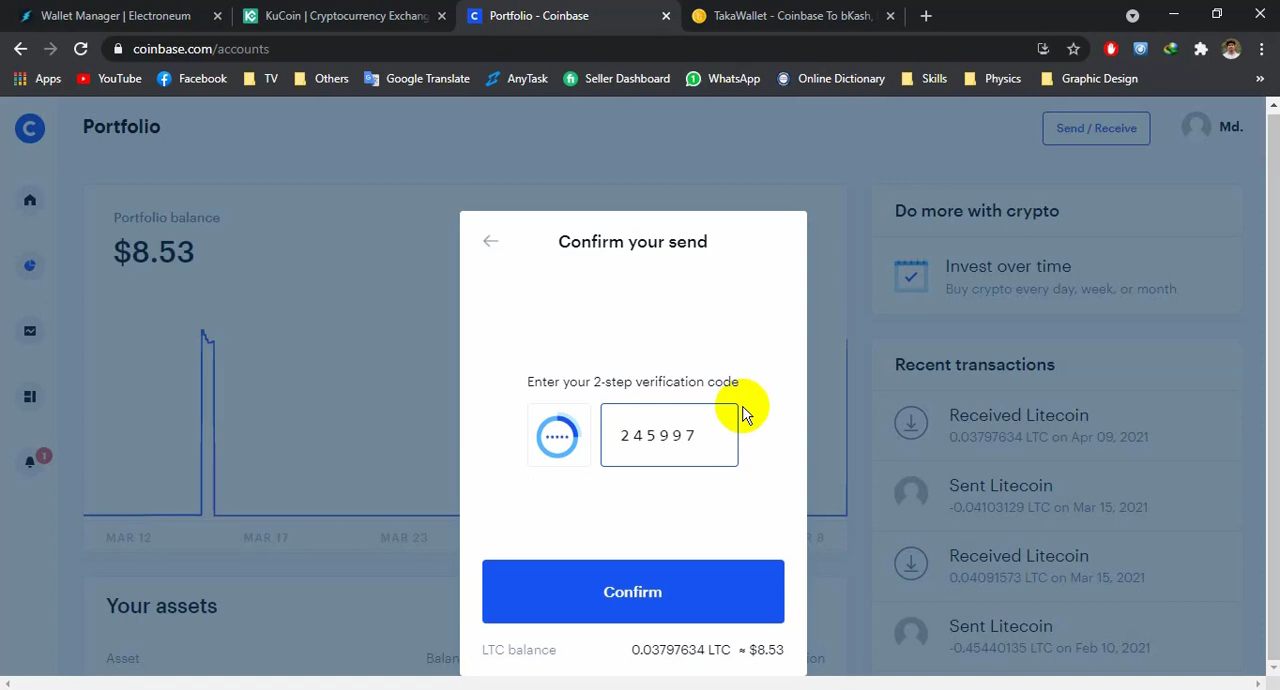 Wallet Manager | Electroneum
KuCoin | Cryptocurrency Exchang
Portfolio - Coinbase
TakaWallet - Coinbase To bKash,
coinbase.com/accounts
Apps
YouTube
Facebook
TV
Others
Google Translate
AnyTask
Seller Dashboard
WhatsApp
Online Dictionary
Skills
Physics
Graphic Design
Portfolio
Send / Receive
Md.
Portfolio balance
$8.53
MAR 12
MAR 17
MAR 23
R 8
Your assets
Asset
Balan
ion
Confirm your send
Enter your 2-step verification code
245997
Confirm
LTC balance
0.03797634 LTC ≈ $8.53
Do more with crypto
Invest over time
Buy crypto every day, week, or month
Recent transactions
Received Litecoin
0.03797634 LTC on Apr 09, 2021
Sent Litecoin
-0.04103129 LTC on Mar 15, 2021
Received Litecoin
0.04091573 LTC on Mar 15, 2021
Sent Litecoin
-0.45440135 LTC on Feb 10, 2021
1